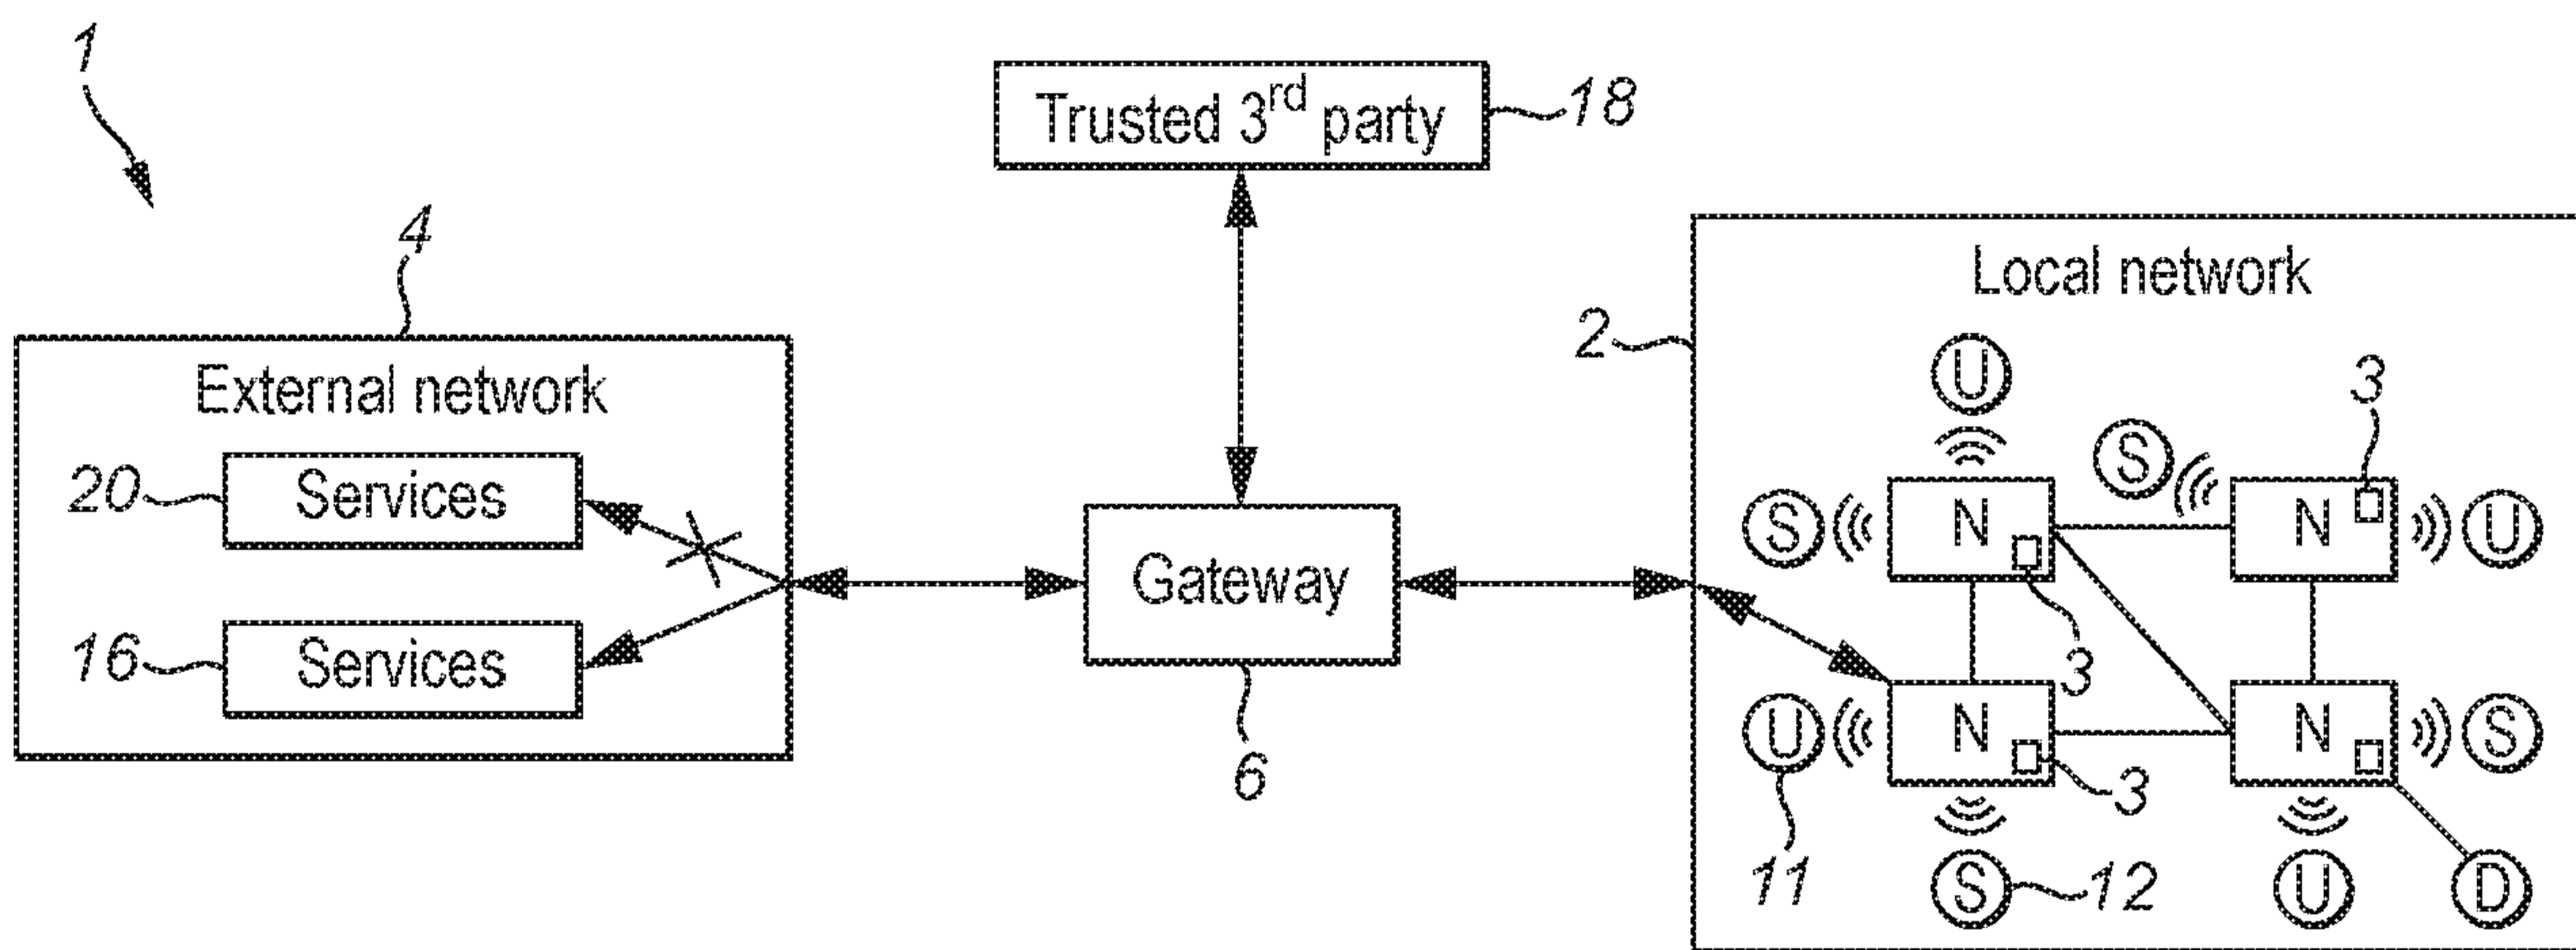 1
Trusted 3rd party
18
4
Local network
2
External network
U
3
S
S
20
Services
N
N
U
Gateway
16
Services
3
U
N
N
S
3
6
11
S
12
U
D